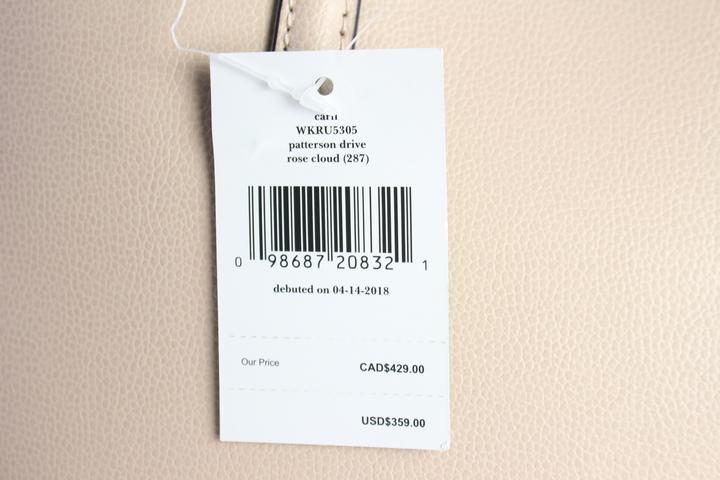 WKRU5305
patterson drive
rose cloud (287)
0 98687 20832 1
debuted on 04-14-2018
Our Price CAD$429.00
USD$359.00